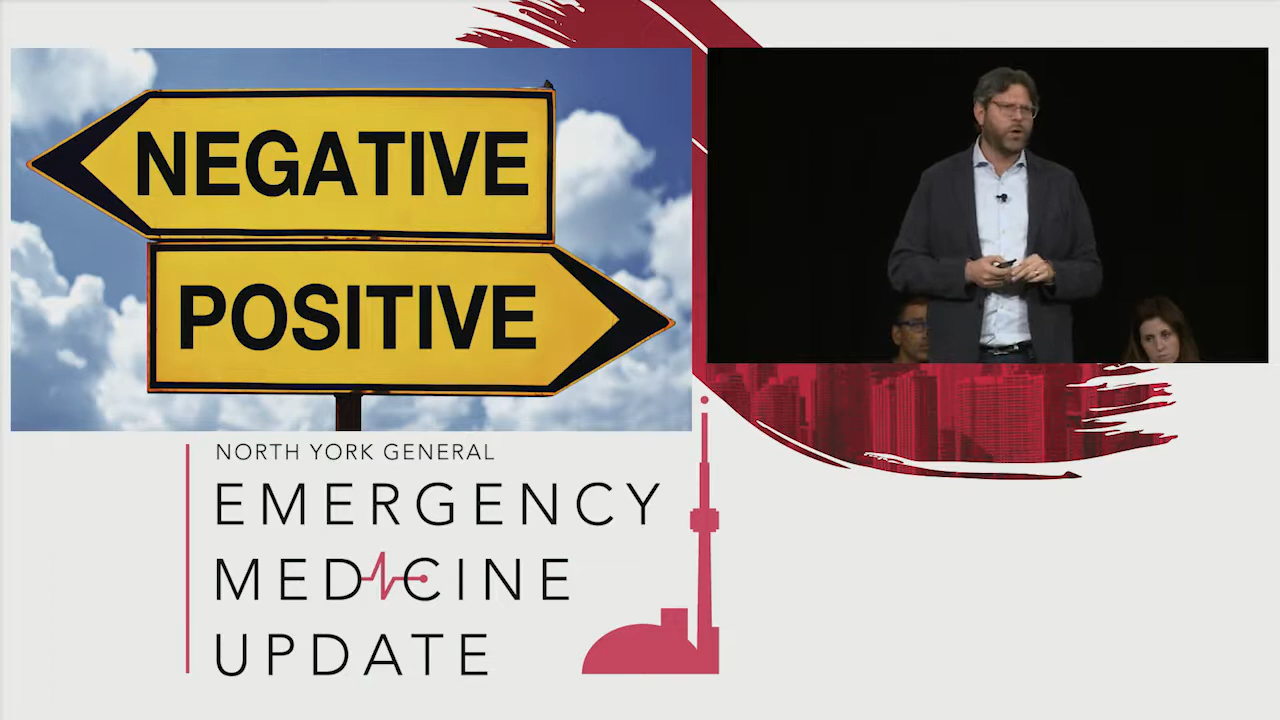 NEGATIVE
POSITIVE
NORTH YORK GENERAL
EMERGENCY
MEDICINE
UPDATE